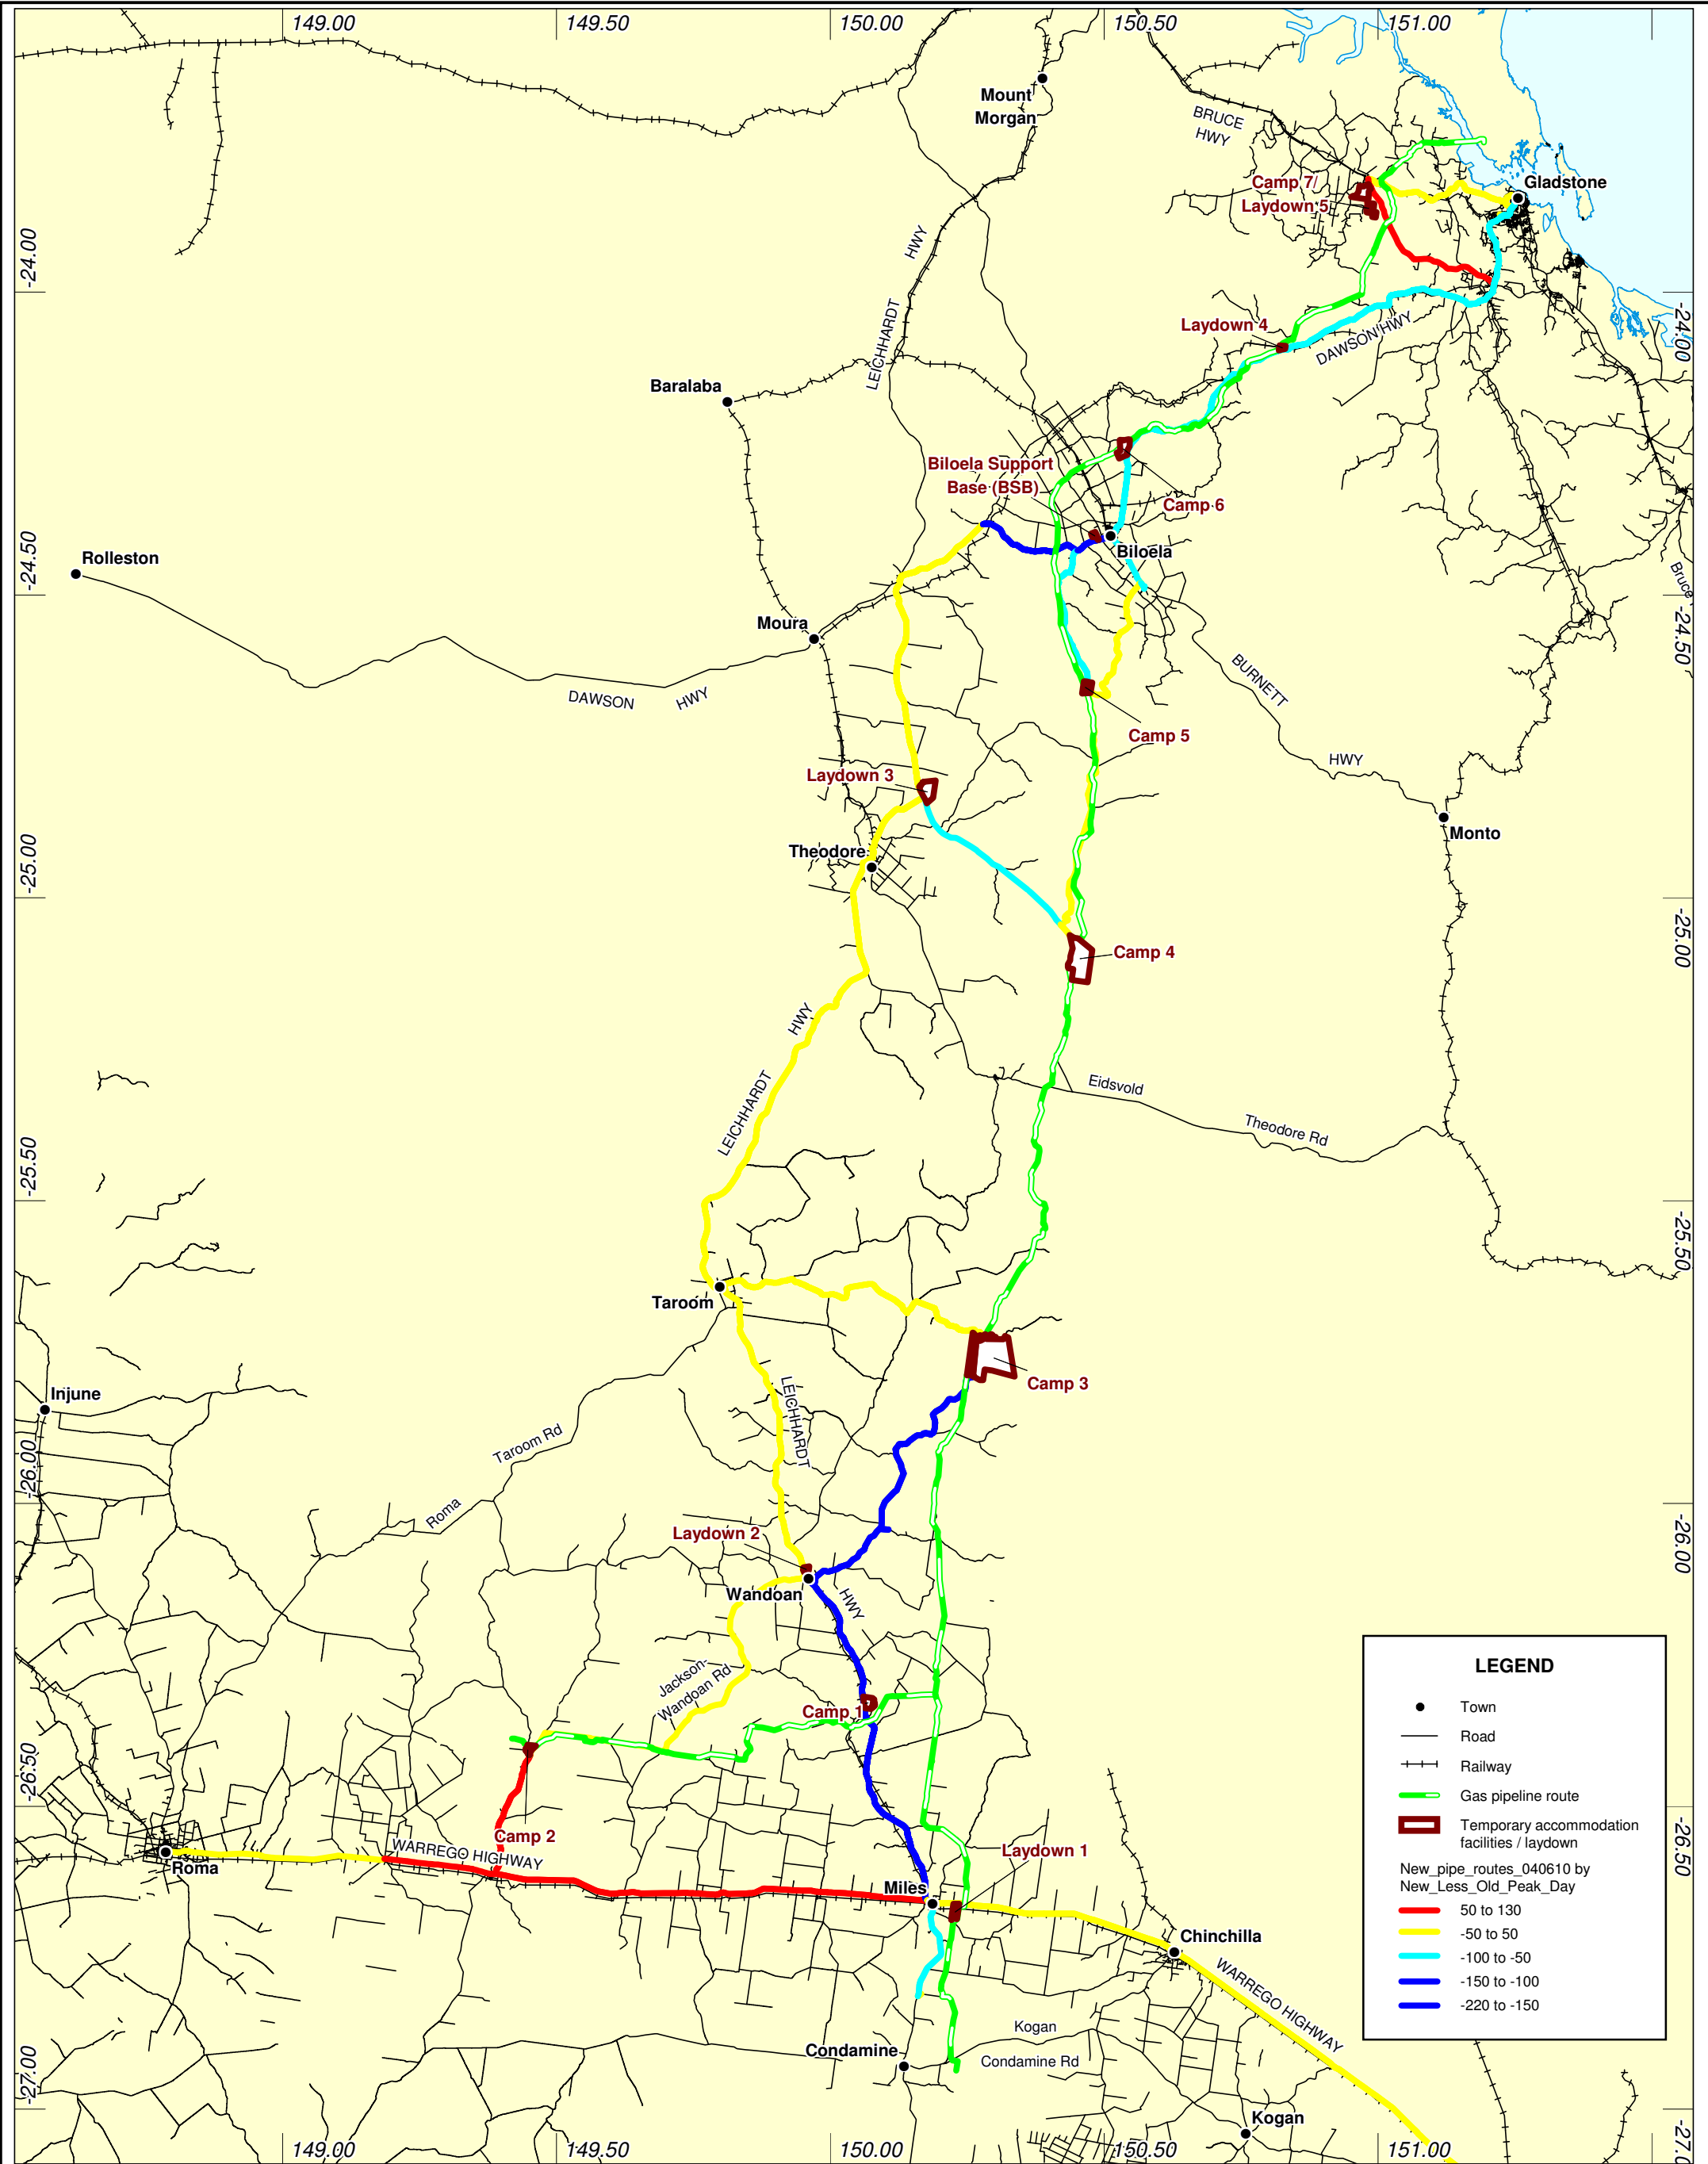 149.00
149.50
150.00
150.50
151.00
Mount
Morgan
BRUCE
HWY
Camp 7/
Laydown 5
Gladstone
HWY
-24.00
-24.00
LEICHHARDT
Laydown 4
DAWSON HWY
Baralaba
Biloela Support
Base (BSB)
Camp 6
Rolleston
-24.50
Biloela
Bruce
-24.50
Moura
DAWSON
HWY
BURNETT
Camp 5
HWY
Laydown 3
Monto
Theodore
-25.00
-25.00
Camp 4
HWY
LEICHHARDT
Eidsvold
Theodore Rd
-25.50
-25.50
Taroom
Camp 3
Injune
LEICHHARDT
Taroom Rd
Roma
-26.00
-26.00
Laydown 2
Wandoan
HWY
Jackson-
Wandoan Rd
Camp 1
-26.50
-26.50
Camp 2
WARREGO HIGHWAY
Roma
Laydown 1
Miles
Chinchilla
WARREGO HIGHWAY
Kogan
Condamine
Condamine Rd
-27.00
-27.0
Kogan
LEGEND
Town
Road
Railway
Gas pipeline route
Temporary accommodation
facilities / laydown
New_pipe_routes_040610 by
New_Less_Old_Peak_Day
50 to 130
-50 to 50
-100 to -50
-150 to -100
-220 to -150
149.00
149.50
150.00
150.50
151.00